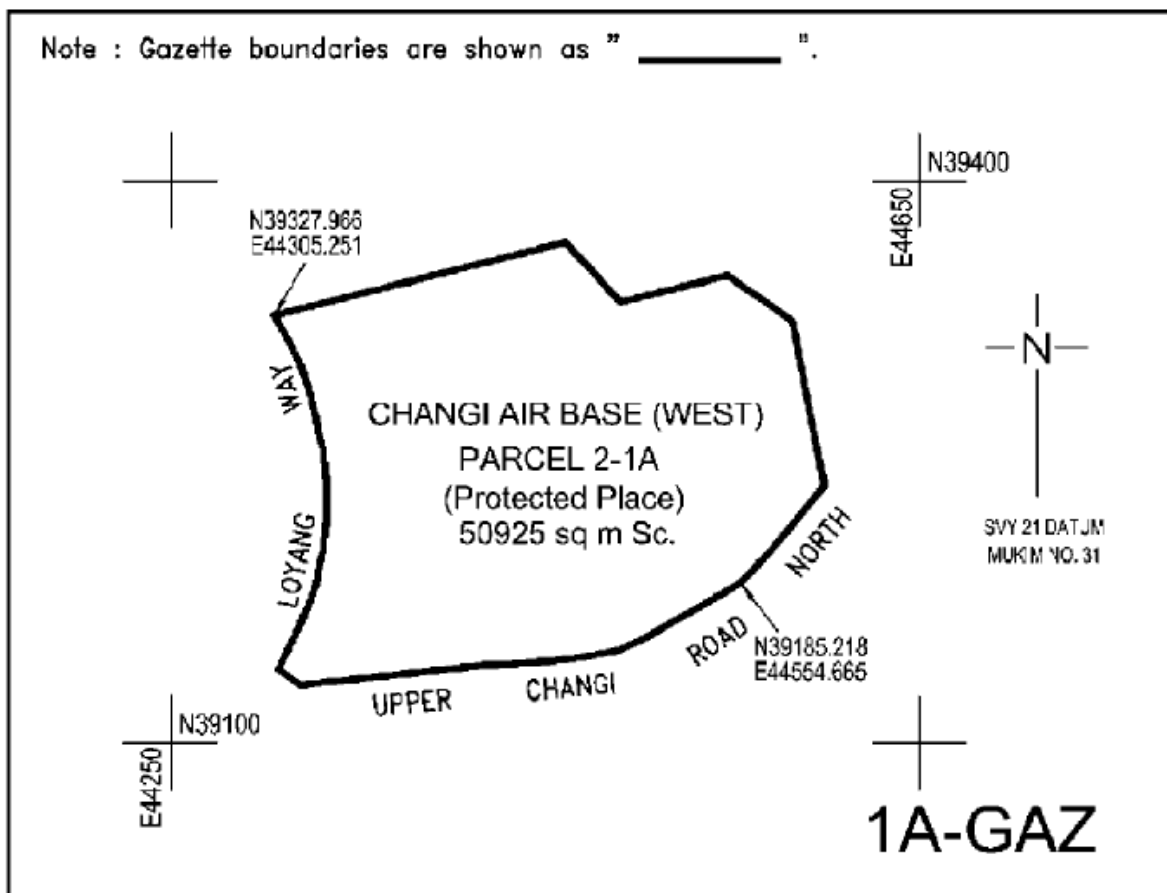 Note : Gazette boundaries are shown as " ".
N39400
E44650
N39327.966
E44305.251
N
WAY
CHANGI AIR BASE (WEST)
PARCEL 2-1A
(Protected Place)
50925 sq m Sc.
LOYANG
NORTH
SVY 21 DATUM
MUKIM NO. 31
ROAD
N39185.218
E44554.665
UPPER
CHANGI
N39100
E44250
1A-GAZ